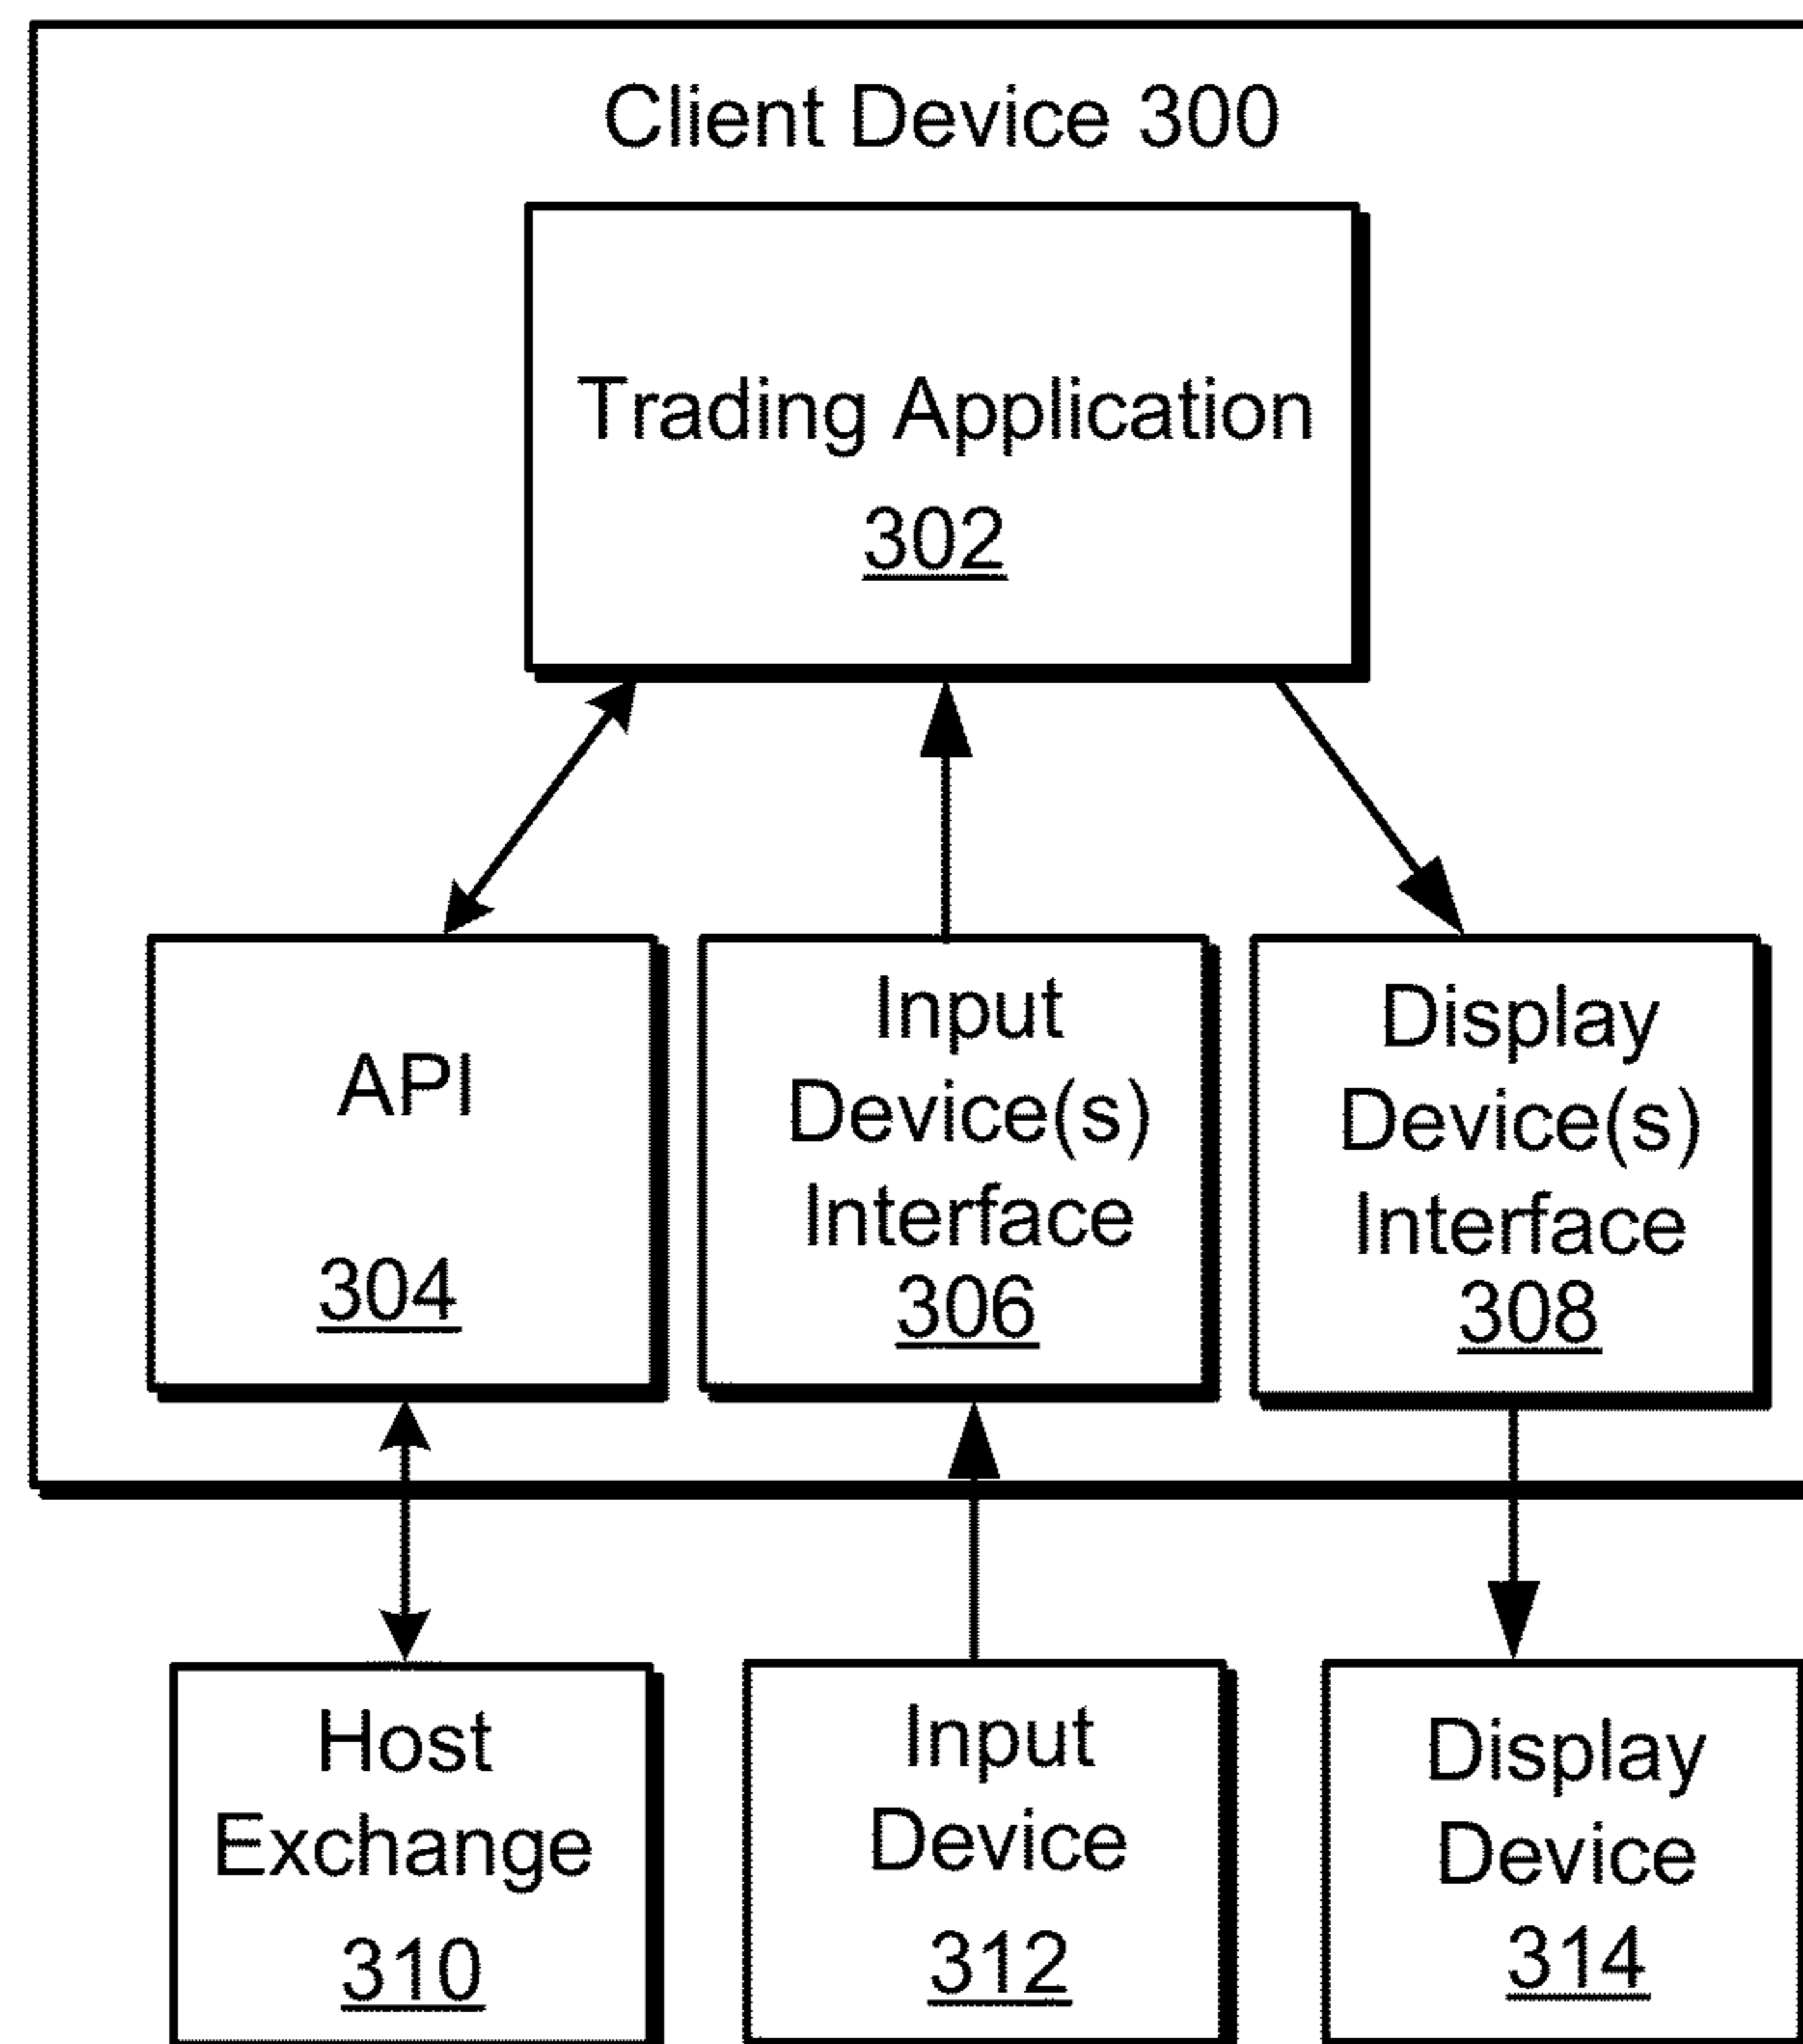 Client Device 300
Trading Application
302
API
304
Input
Device(s)
Interface
306
Display
Device(s)
Interface
308
Host
Exchange
310
Input
Device
312
Display
Device
314